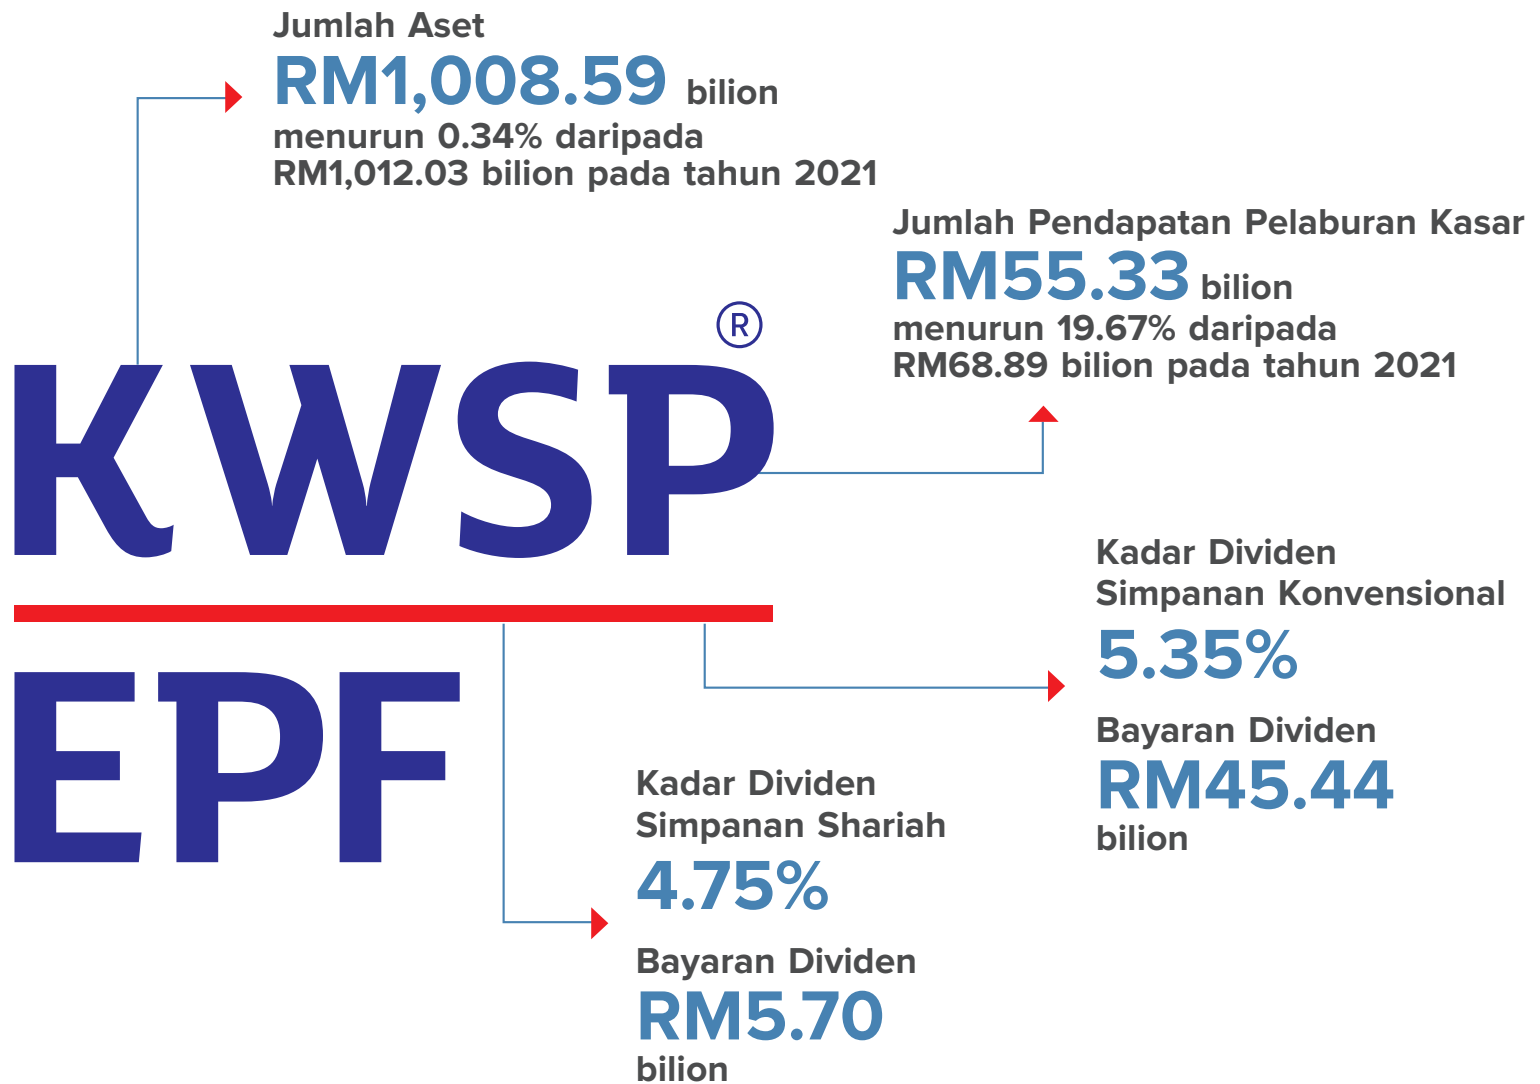 Jumlah Aset
RM1,008.59 bilion
menurun 0.34% daripada
RM1,012.03 bilion pada tahun 2021
Jumlah Pendapatan Pelaburan Kasar
RM55.33 bilion
menurun 19.67% daripada
RM68.89 bilion pada tahun 2021
KWSP®
EPF
Kadar Dividen
Simpanan Konvensional
5.35%
Bayaran Dividen
RM45.44
bilion
Kadar Dividen
Simpanan Shariah
4.75%
Bayaran Dividen
RM5.70
bilion